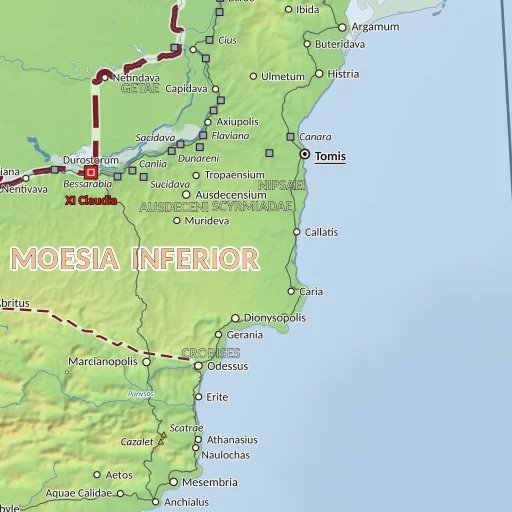 Ibida
Argamum
Cius
Buteridava
Netindava
Ulmetum
Histria
GETAE
Capidava
Axiupolis
Sacidava
Flaviana
Canara
Durostorum
Canlia
Dunareni
Tomis
Tropaensium
Nentivava
Bessarabia
Sucidava
NIPSAEI
XI Claudia
Ausdecensium
AUSDECENI
SCYRMIADAE
Murideva
Callatis
MOESIA INFERIOR
Caria
Dionysopolis
Gerania
CROBISES
Marcianopolis
Odessus
Panysos
Erite
Scatrae
Cazalet
Athanasius
Naulochas
Aetos
Mesembria
Aquae Calidae
Anchialus